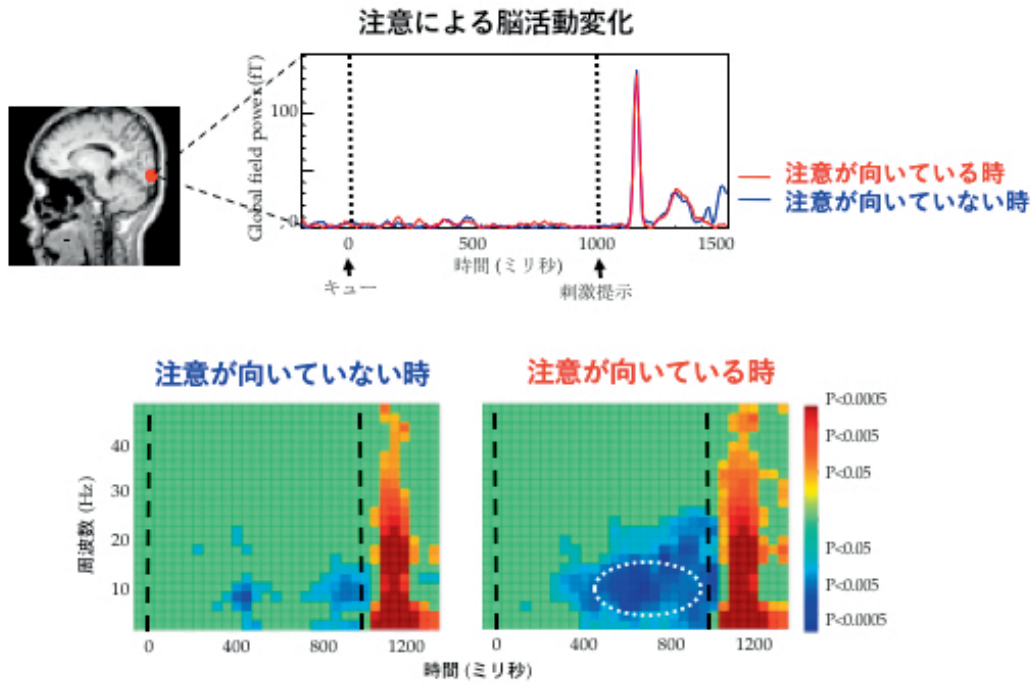 注意による脳活動変化
Global field power(fT)
100
0
0
500
1000
1500
時間 (ミリ秒)
キュー
刺激提示
注意が向いている時
注意が向いていない時
注意が向いていない時
注意が向いている時
周波数 (Hz)
40
30
20
10
0
400
800
1200
0
400
800
1200
時間 (ミリ秒)
P<0.0005
P<0.005
P<0.05
P<0.05
P<0.005
P<0.0005